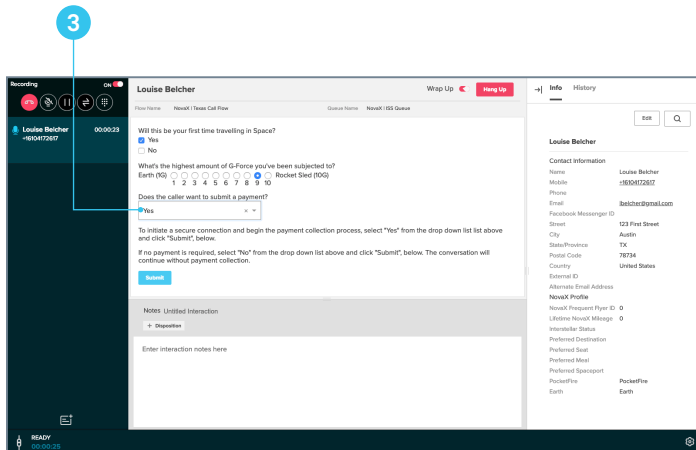 3
Recording ON
Louise Belcher 00:00:23
+16104172617
READY
00:00:25
Louise Belcher Wrap Up Hang Up
Flow Name NovaX | Texas Call Flow Queue Name NovaX | ISS Queue
Will this be your first time travelling in Space?
Yes
No
What's the highest amount of G-Force you've been subjected to?
Earth (1G) Rocket Sled (10G)
1 2 3 4 5 6 7 8 9 10
Does the caller want to submit a payment?
Yes
To initiate a secure connection and begin the payment collection process, select "Yes" from the drop down list list above
and click "Submit", below.
If no payment is required, select "No" from the drop down list above and click "Submit", below. The conversation will
continue without payment collection.
Submit
Notes Untitled Interaction
+ Disposition
Enter interaction notes here
Info History
Edit
Louise Belcher
Contact Information
Name Louise Belcher
Mobile +16104172617
Phone
Email lbelcher@gmail.com
Facebook Messenger ID
Street 123 First Street
City Austin
State/Province TX
Postal Code 78734
Country United States
External ID
Alternate Email Address
NovaX Profile
NovaX Frequent Flyer ID 0
Lifetime NovaX Mileage 0
Interstellar Status
Preferred Destination
Preferred Seat
Preferred Meal
Preferred Spaceport
PocketFire PocketFire
Earth Earth